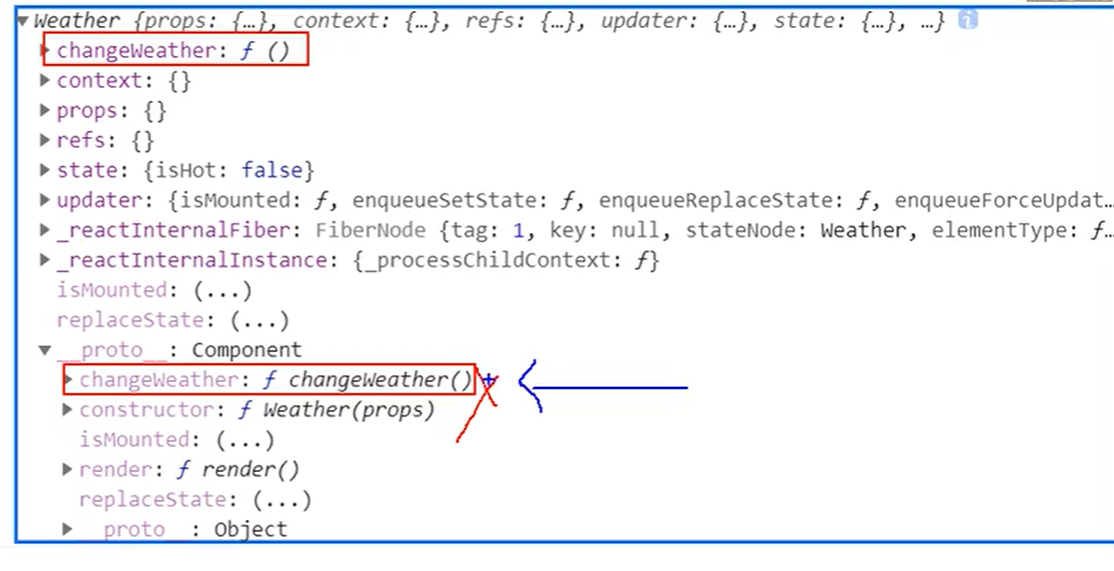 Weather {props: {…}, context: {…}, refs: {…}, updater: {…}, state: {…}, …} i
changeWeather: ƒ ()
context: {}
props: {}
refs: {}
state: {isHot: false}
updater: {isMounted: ƒ, enqueueSetState: ƒ, enqueueReplaceState: ƒ, enqueueForceUpdat…
_reactInternalFiber: FiberNode {tag: 1, key: null, stateNode: Weather, elementType: ƒ…
_reactInternalInstance: {_processChildContext: ƒ}
isMounted: (...)
replaceState: (...)
__proto__: Component
changeWeather: ƒ changeWeather()
constructor: ƒ Weather(props)
isMounted: (...)
render: ƒ render()
replaceState: (...)
__proto__: Object